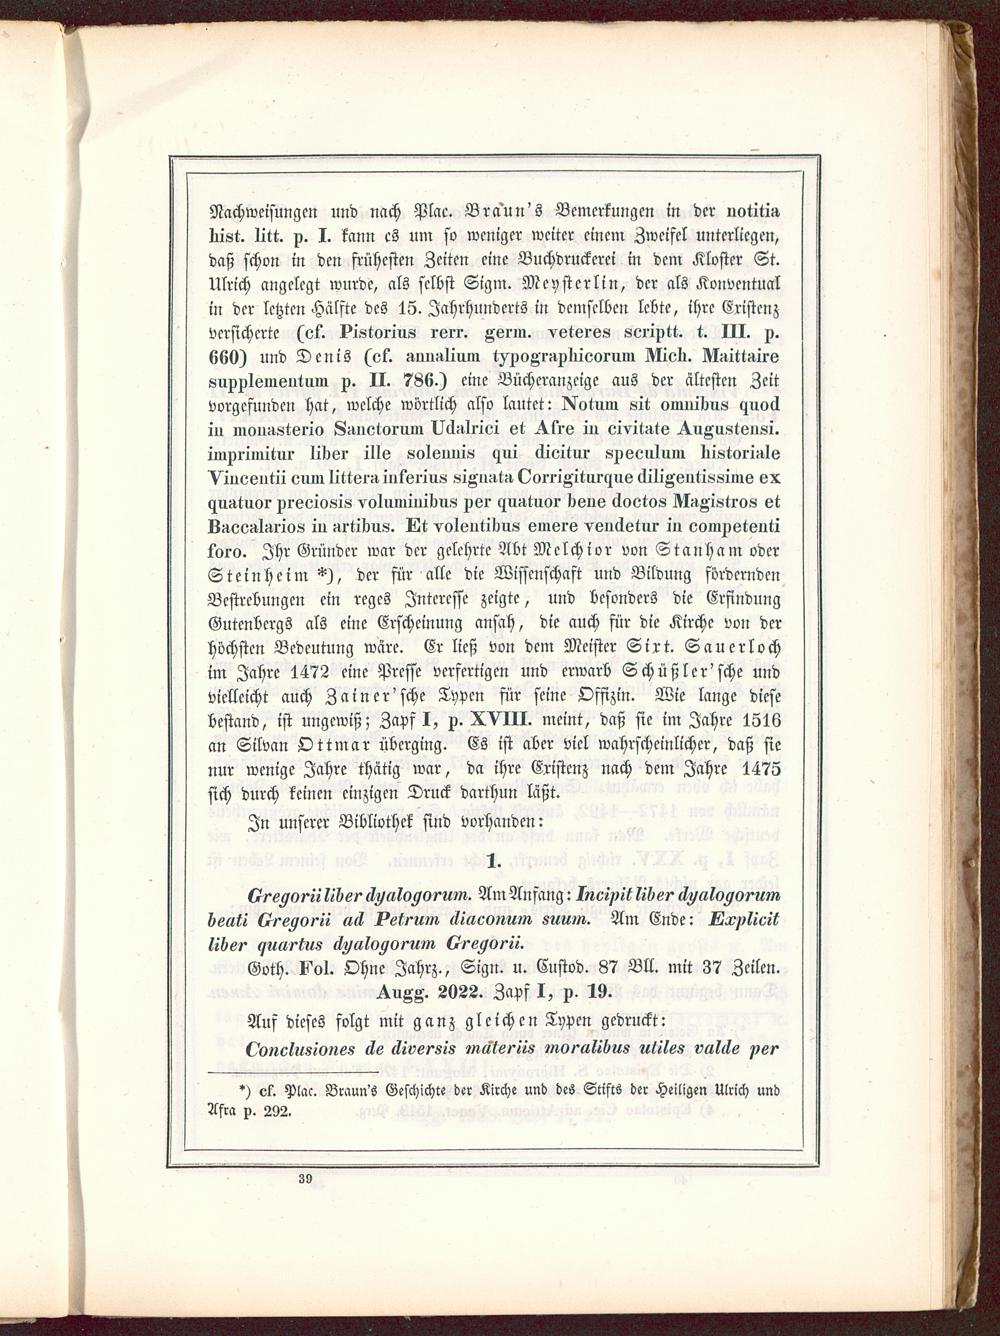 Nachweisungen und nach Plac. Braun's Bemerkungen in der notitia
hist. litt. p. I. kann es um so weniger weiter einem Zweifel unterliegen,
daß schon in den frühesten Zeiten eine Buchdruckerei in dem Kloster St.
Ulrich angelegt wurde, als selbst Sigm. Meysterlin, der als Konventual
in der letzten Hälfte des 15. Jahrhunderts in demselben lebte, ihre Existenz
versicherte (cf. Pistorius rerr. germ. veteres scriptt. t. III. p.
660) und Denis (cf. annalium typographicorum Mich. Maittaire
supplementum p. II. 786.) eine Bücheranzeige aus der ältesten Zeit
vorgefunden hat, welche wörtlich also lautet: Notum sit omnibus quod
in monasterio Sanctorum Udalrici et Afre in civitate Augustensi.
imprimitur liber ille solennis qui dicitur speculum historiale
Vincentii cum littera inferius signata Corrigiturque diligentissime ex
quatuor preciosis voluminibus per quatuor bene doctos Magistros et
Baccalarios in artibus. Et volentibus emere vendetur in competenti
foro. Ihr Gründer war der gelehrte Abt Melchior von Stanham oder
Steinheim *), der für alle die Wissenschaft und Bildung fördernden
Bestrebungen ein reges Interesse zeigte, und besonders die Erfindung
Gutenbergs als eine Erscheinung ansah, die auch für die Kirche von der
höchsten Bedeutung wäre. Er ließ von dem Meister Sixt. Sauerloch
im Jahre 1472 eine Presse verfertigen und erwarb Schüßler'sche und
vielleicht auch Zainer'sche Typen für seine Offizin. Wie lange diese
bestand, ist ungewiß; Zapf I, p. XVIII. meint, daß sie im Jahre 1516
an Silvan Ottmar überging. Es ist aber viel wahrscheinlicher, daß sie
nur wenige Jahre thätig war, da ihre Existenz nach dem Jahre 1475
sich durch keinen einzigen Druck darthun läßt.
In unserer Bibliothek sind vorhanden:
1.
Gregorii liber dyalogorum. Am Anfang: Incipit liber dyalogorum
beati Gregorii ad Petrum diaconum suum. Am Ende: Explicit
liber quartus dyalogorum Gregorii.
Goth. Fol. Ohne Jahrz., Sign. u. Custod. 87 Bll. mit 37 Zeilen.
Augg. 2022. Zapf I, p. 19.
Auf dieses folgt mit ganz gleichen Typen gedruckt:
Conclusiones de diversis materiis moralibus utiles valde per
*) cf. Plac. Braun's Geschichte der Kirche und des Stifts der Heiligen Ulrich und
Afra p. 292.
39